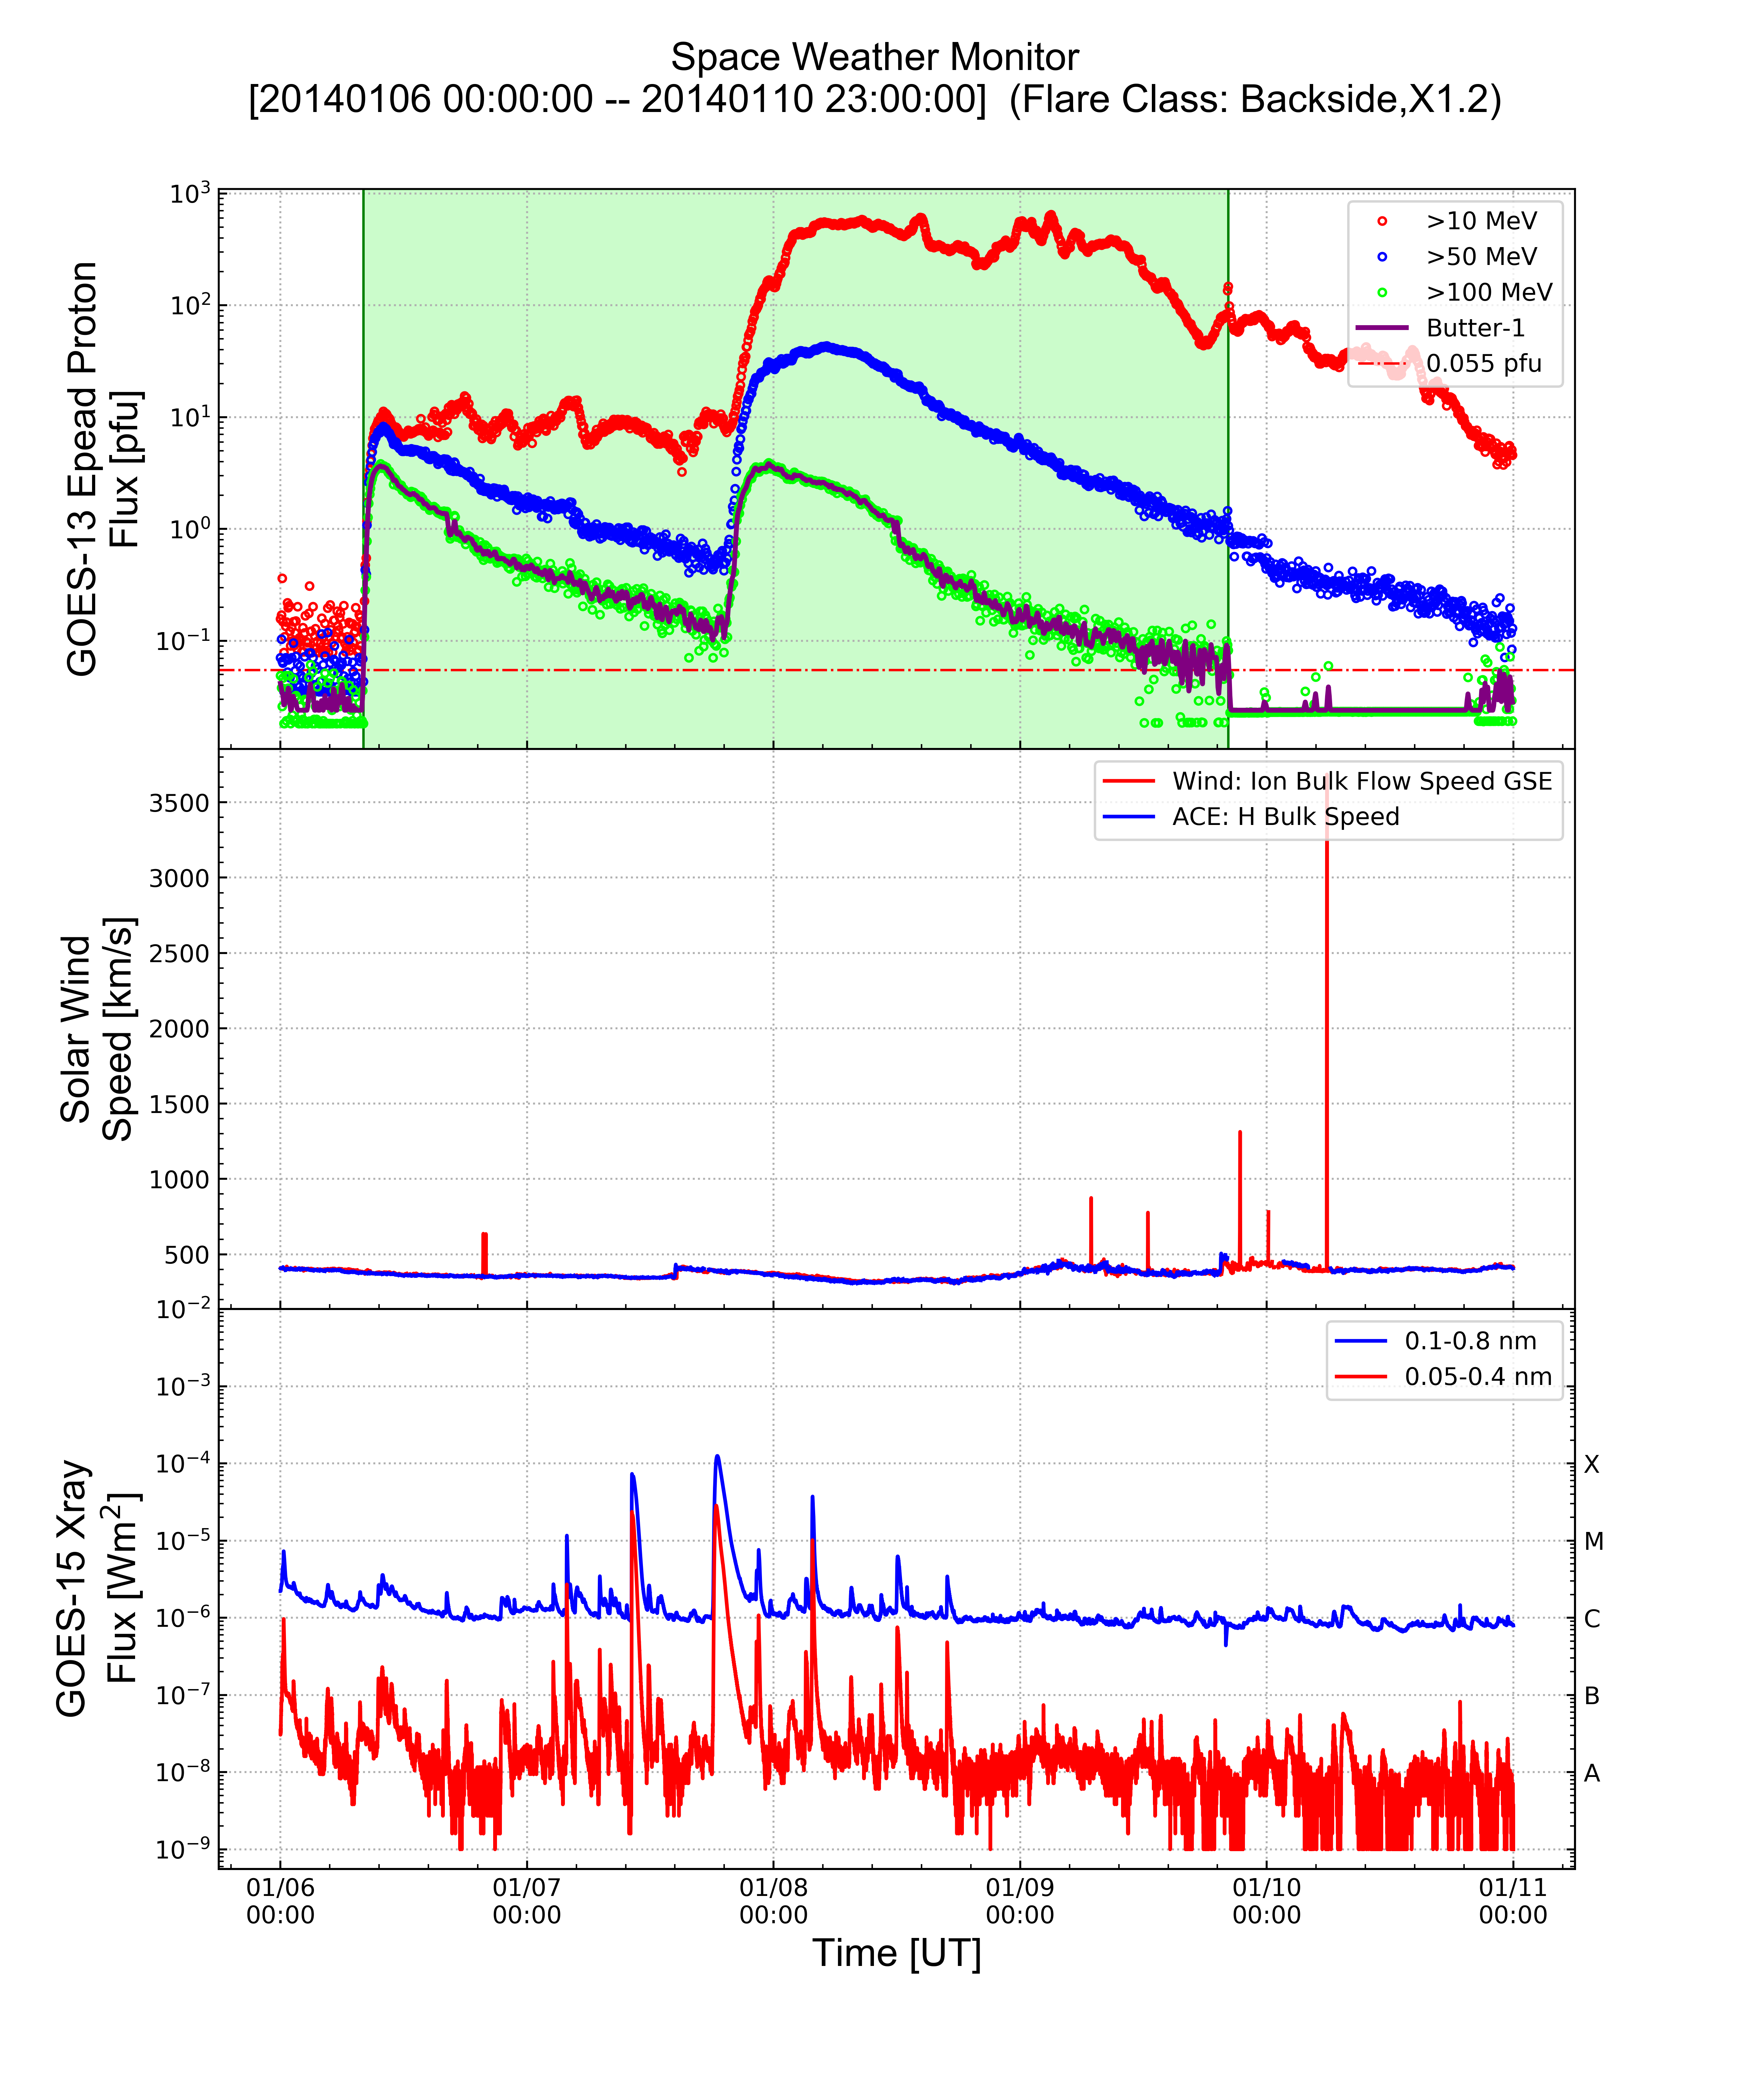 Space Weather Monitor
[20140106 00:00:00 -- 20140110 23:00:00]  (Flare Class: Backside,X1.2)
GOES-13 Epead Proton
Flux [pfu]
10³
10²
10¹
10⁰
10⁻¹
>10 MeV
>50 MeV
>100 MeV
Butter-1
0.055 pfu
Solar Wind
Speed [km/s]
3500
3000
2500
2000
1500
1000
500
Wind: Ion Bulk Flow Speed GSE
ACE: H Bulk Speed
GOES-15 Xray
Flux [Wm²]
10⁻²
10⁻³
10⁻⁴
10⁻⁵
10⁻⁶
10⁻⁷
10⁻⁸
10⁻⁹
0.1-0.8 nm
0.05-0.4 nm
X
M
C
B
A
01/06
00:00
01/07
00:00
01/08
00:00
01/09
00:00
01/10
00:00
01/11
00:00
Time [UT]